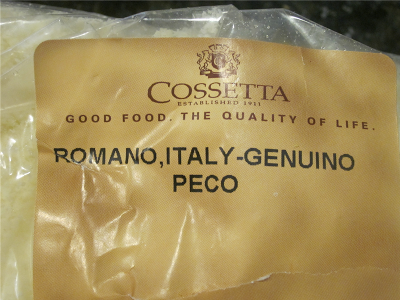 COSSETTA
ESTABLISHED 1911
GOOD FOOD. THE QUALITY OF LIFE.
ROMANO,ITALY-GENUINO
PECO